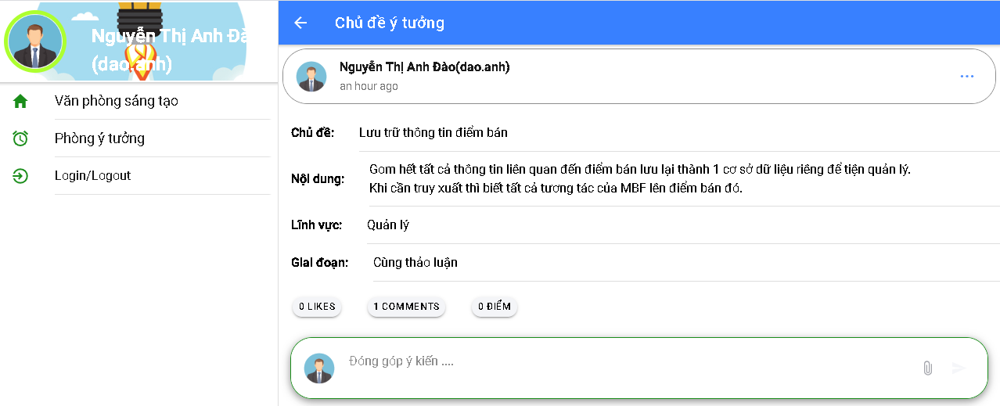 Nguyễn Thị Anh Đà
(dao.anh)
Văn phòng sáng tạo
Phòng ý tưởng
Login/Logout
Chủ đề ý tưởng
Nguyễn Thị Anh Đào(dao.anh)
an hour ago
Chủ đề: Lưu trữ thông tin điểm bán
Nội dung: Gom hết tất cả thông tin liên quan đến điểm bán lưu lại thành 1 cơ sở dữ liệu riêng để tiện quản lý.
Khi cần truy xuất thì biết tất cả tương tác của MBF lên điểm bán đó.
Lĩnh vực: Quản lý
Giai đoạn: Cùng thảo luận
0 LIKES 1 COMMENTS 0 ĐIỂM
Đóng góp ý kiến ....